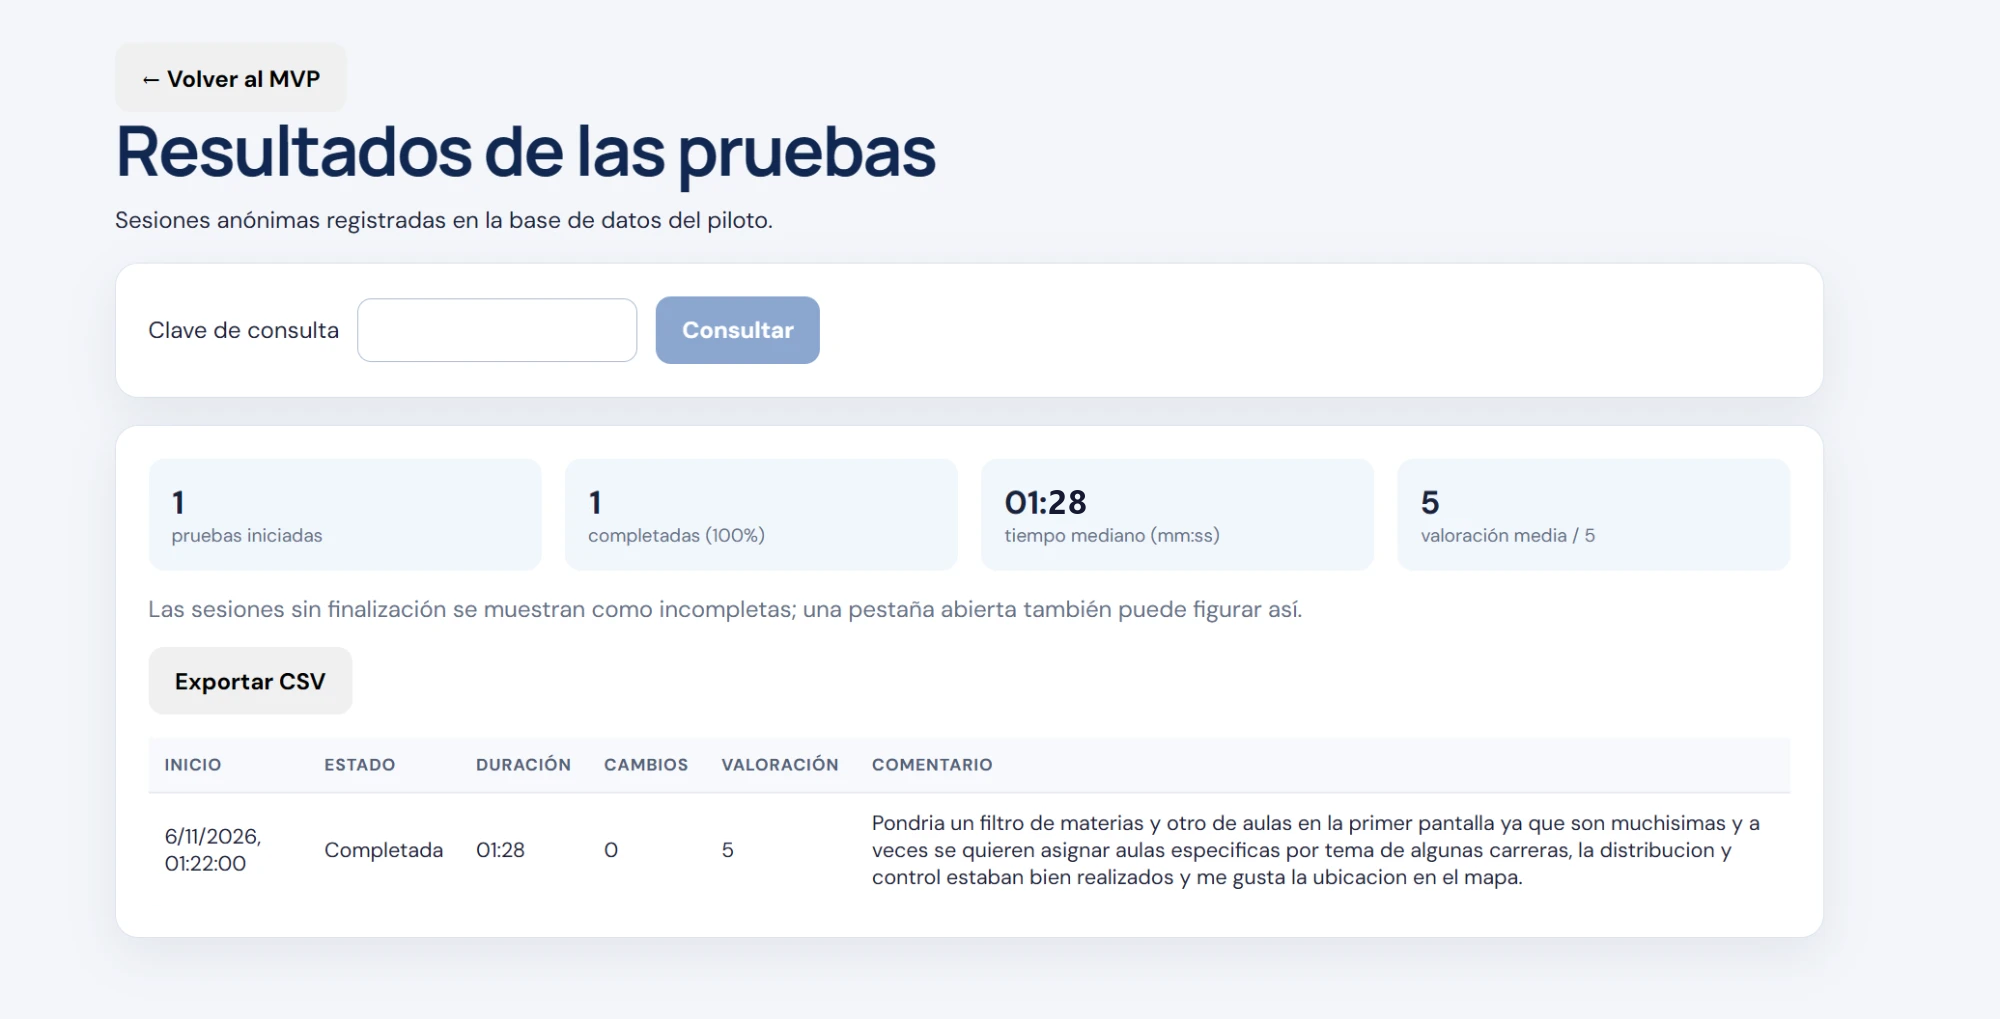 ← Volver al MVP
Resultados de las pruebas
Sesiones anónimas registradas en la base de datos del piloto.
Clave de consulta
Consultar
1
pruebas iniciadas
1
completadas (100%)
01:28
tiempo mediano (mm:ss)
5
valoración media / 5
Las sesiones sin finalización se muestran como incompletas; una pestaña abierta también puede figurar así.
Exportar CSV
INICIO ESTADO DURACIÓN CAMBIOS VALORACIÓN COMENTARIO
6/11/2026,
01:22:00
Completada
01:28
0
5
Pondria un filtro de materias y otro de aulas en la primer pantalla ya que son muchisimas y a
veces se quieren asignar aulas especificas por tema de algunas carreras, la distribucion y
control estaban bien realizados y me gusta la ubicacion en el mapa.